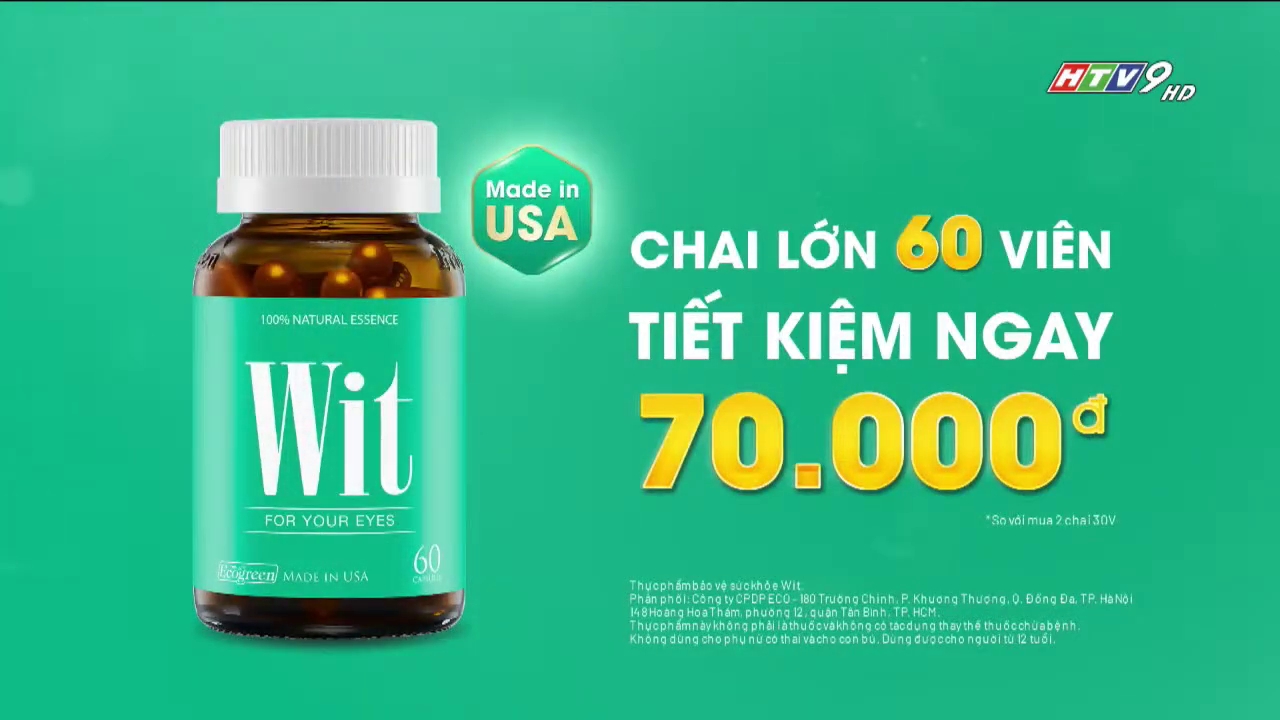 HTV9 HD
Made in
USA
CHAI LỚN 60 VIÊN
TIẾT KIỆM NGAY
70.000đ
*So với mua 2 chai 30V
100% NATURAL ESSENCE
Wit
FOR YOUR EYES
Ecogreen MADE IN USA
60
CAPSULES
Thực phẩm bảo vệ sức khỏe Wit
Phân phối: Công ty CPDP ECO - 180 Trường Chinh, P. Khương Thượng, Q. Đống Đa, TP. Hà Nội
148 Hoàng Hoa Thám, phường 12, quận Tân Bình, TP. HCM.
Thực phẩm này không phải là thuốc và không có tác dụng thay thế thuốc chữa bệnh.
Không dùng cho phụ nữ có thai và cho con bú. Dùng được cho người từ 12 tuổi.